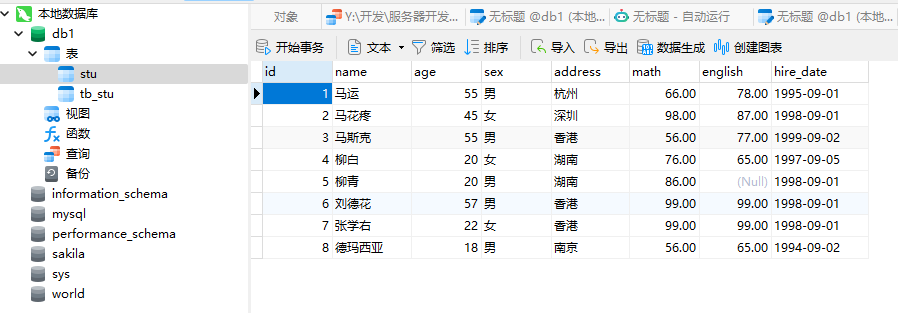 本地数据库
db1
表
stu
tb_stu
视图
函数
查询
备份
information_schema
mysql
performance_schema
sakila
sys
world
对象 Y:\开发\服务器开发... 无标题 @db1 (本地... 无标题 - 自动运行 无标题 @db1 (本地...
开始事务 文本 筛选 排序 导入 导出 数据生成 创建图表
id name age sex address math english hire_date
1 马运 55 男 杭州 66.00 78.00 1995-09-01
2 马花疼 45 女 深圳 98.00 87.00 1998-09-01
3 马斯克 55 男 香港 56.00 77.00 1999-09-02
4 柳白 20 女 湖南 76.00 65.00 1997-09-05
5 柳青 20 男 湖南 86.00 (Null) 1998-09-01
6 刘德花 57 男 香港 99.00 99.00 1998-09-01
7 张学右 22 女 香港 99.00 99.00 1998-09-01
8 德玛西亚 18 男 南京 56.00 65.00 1994-09-02